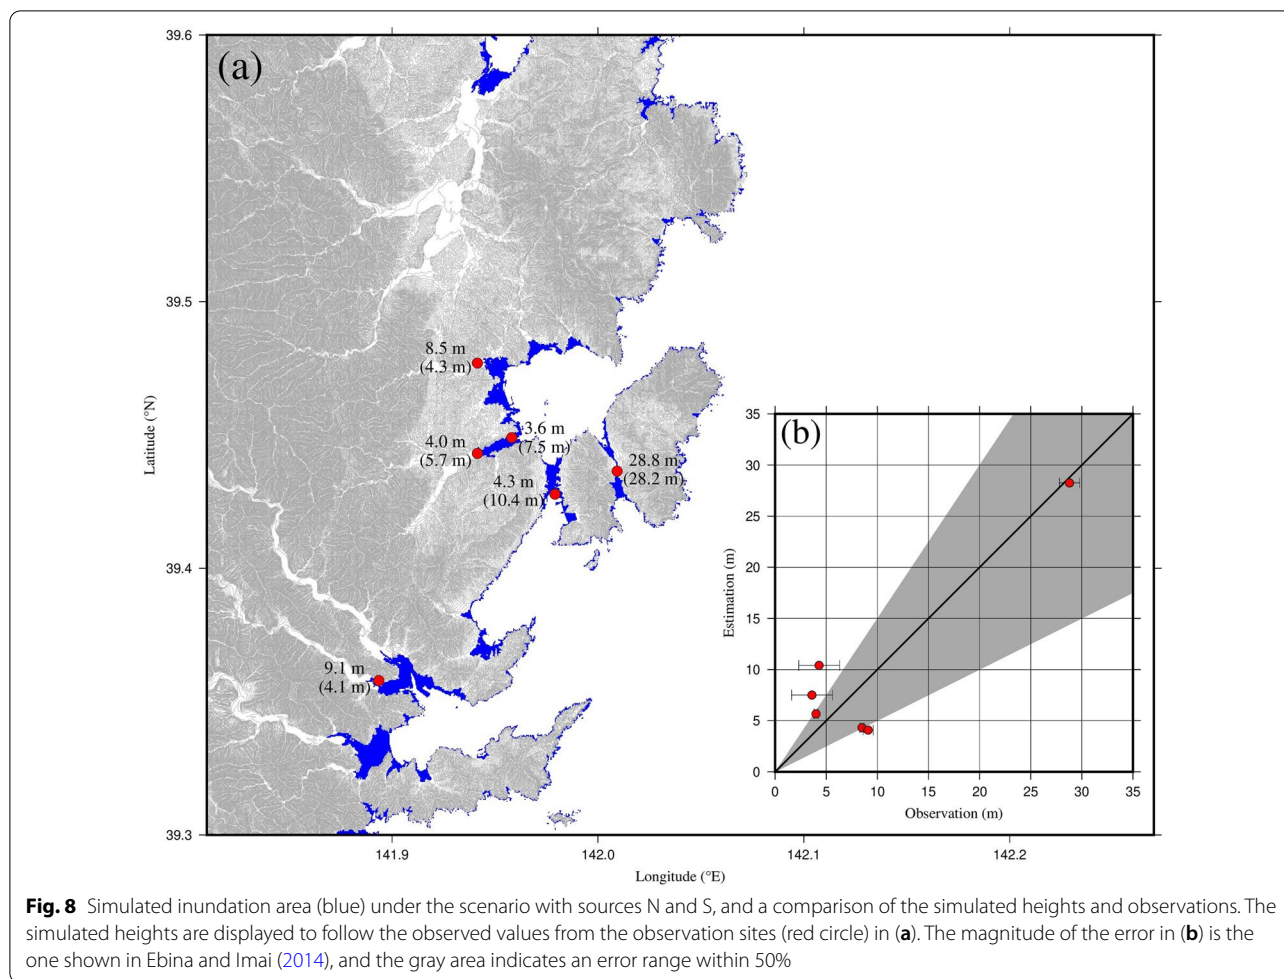 (a)
39.6
39.5
39.4
39.3
Latitude (°N)
141.9
142.0
142.1
142.2
Longitude (°E)
8.5 m
(4.3 m)
4.0 m
(5.7 m)
3.6 m
(7.5 m)
4.3 m
(10.4 m)
28.8 m
(28.2 m)
9.1 m
(4.1 m)
(b)
35
30
25
20
15
10
5
0
Estimation (m)
0
5
10
15
20
25
30
35
Observation (m)
Fig. 8 Simulated inundation area (blue) under the scenario with sources N and S, and a comparison of the simulated heights and observations. The
simulated heights are displayed to follow the observed values from the observation sites (red circle) in (a). The magnitude of the error in (b) is the
one shown in Ebina and Imai (2014), and the gray area indicates an error range within 50%